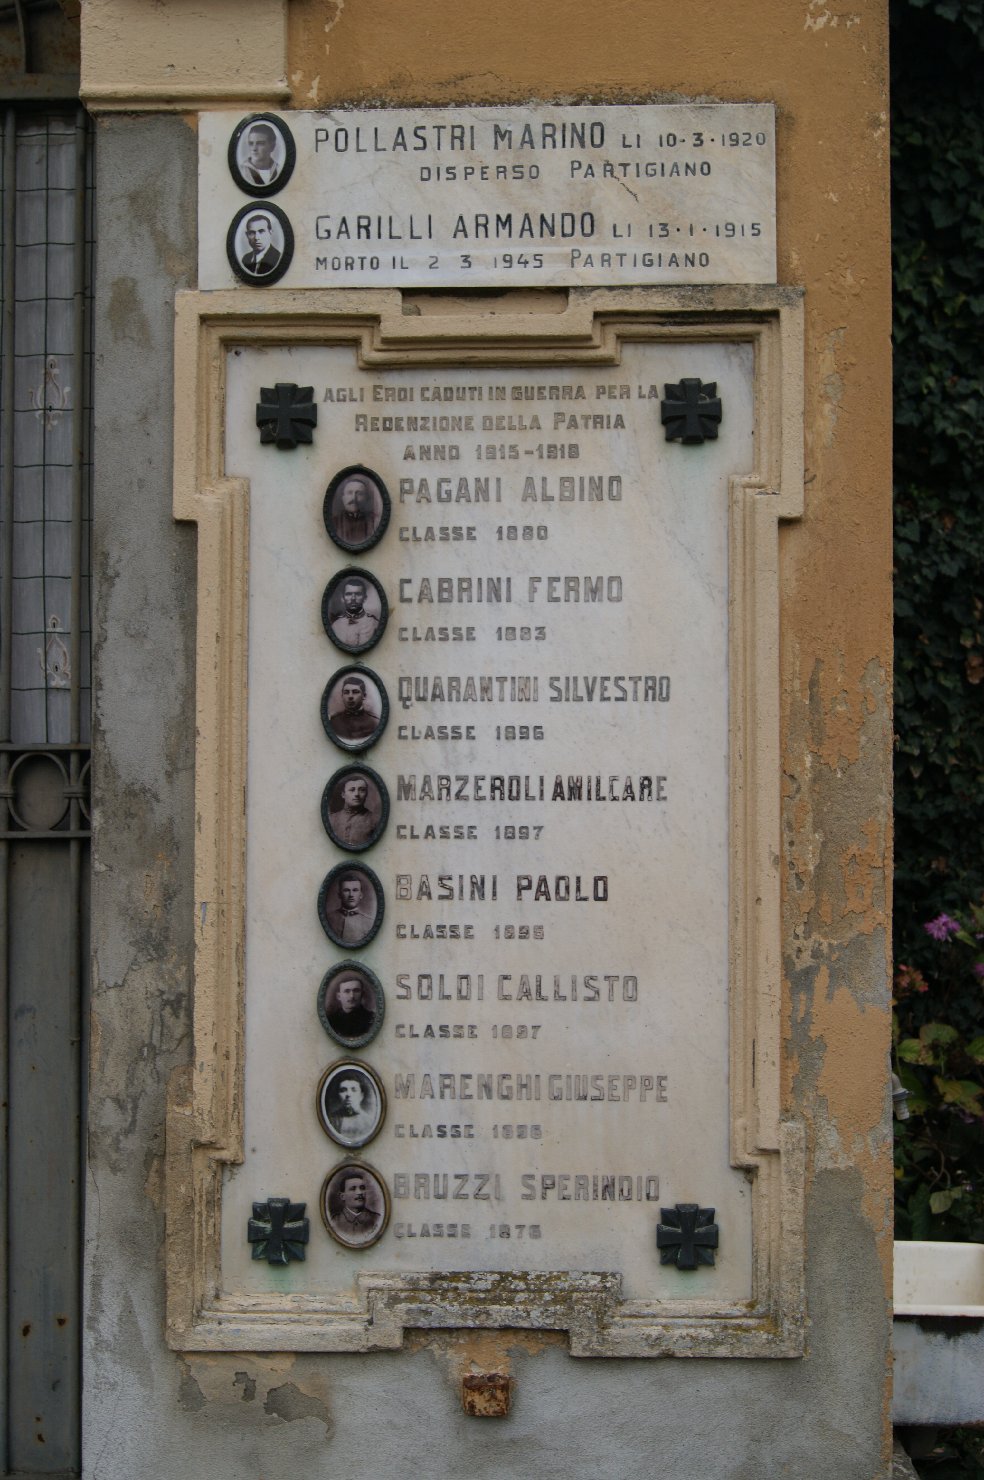 POLLASTRI MARINO LI 10·3·1920
DISPERSO PARTIGIANO
GARILLI ARMANDO LI 13·1·1915
MORTO IL 2 3 1945 PARTIGIANO
AGLI EROI CADUTI IN GUERRA PER LA
REDENZIONE DELLA PATRIA
ANNO 1915-1918
PAGANI ALBINO
CLASSE 1880
CABRINI FERMO
CLASSE 1883
QUARANTINI SILVESTRO
CLASSE 1896
MARZEROLI AMILCARE
CLASSE 1897
BASINI PAOLO
CLASSE 1898
SOLDI CALLISTO
CLASSE 1897
MARENGHI GIUSEPPE
CLASSE 1898
BRUZZI SPERINDIO
CLASSE 1876